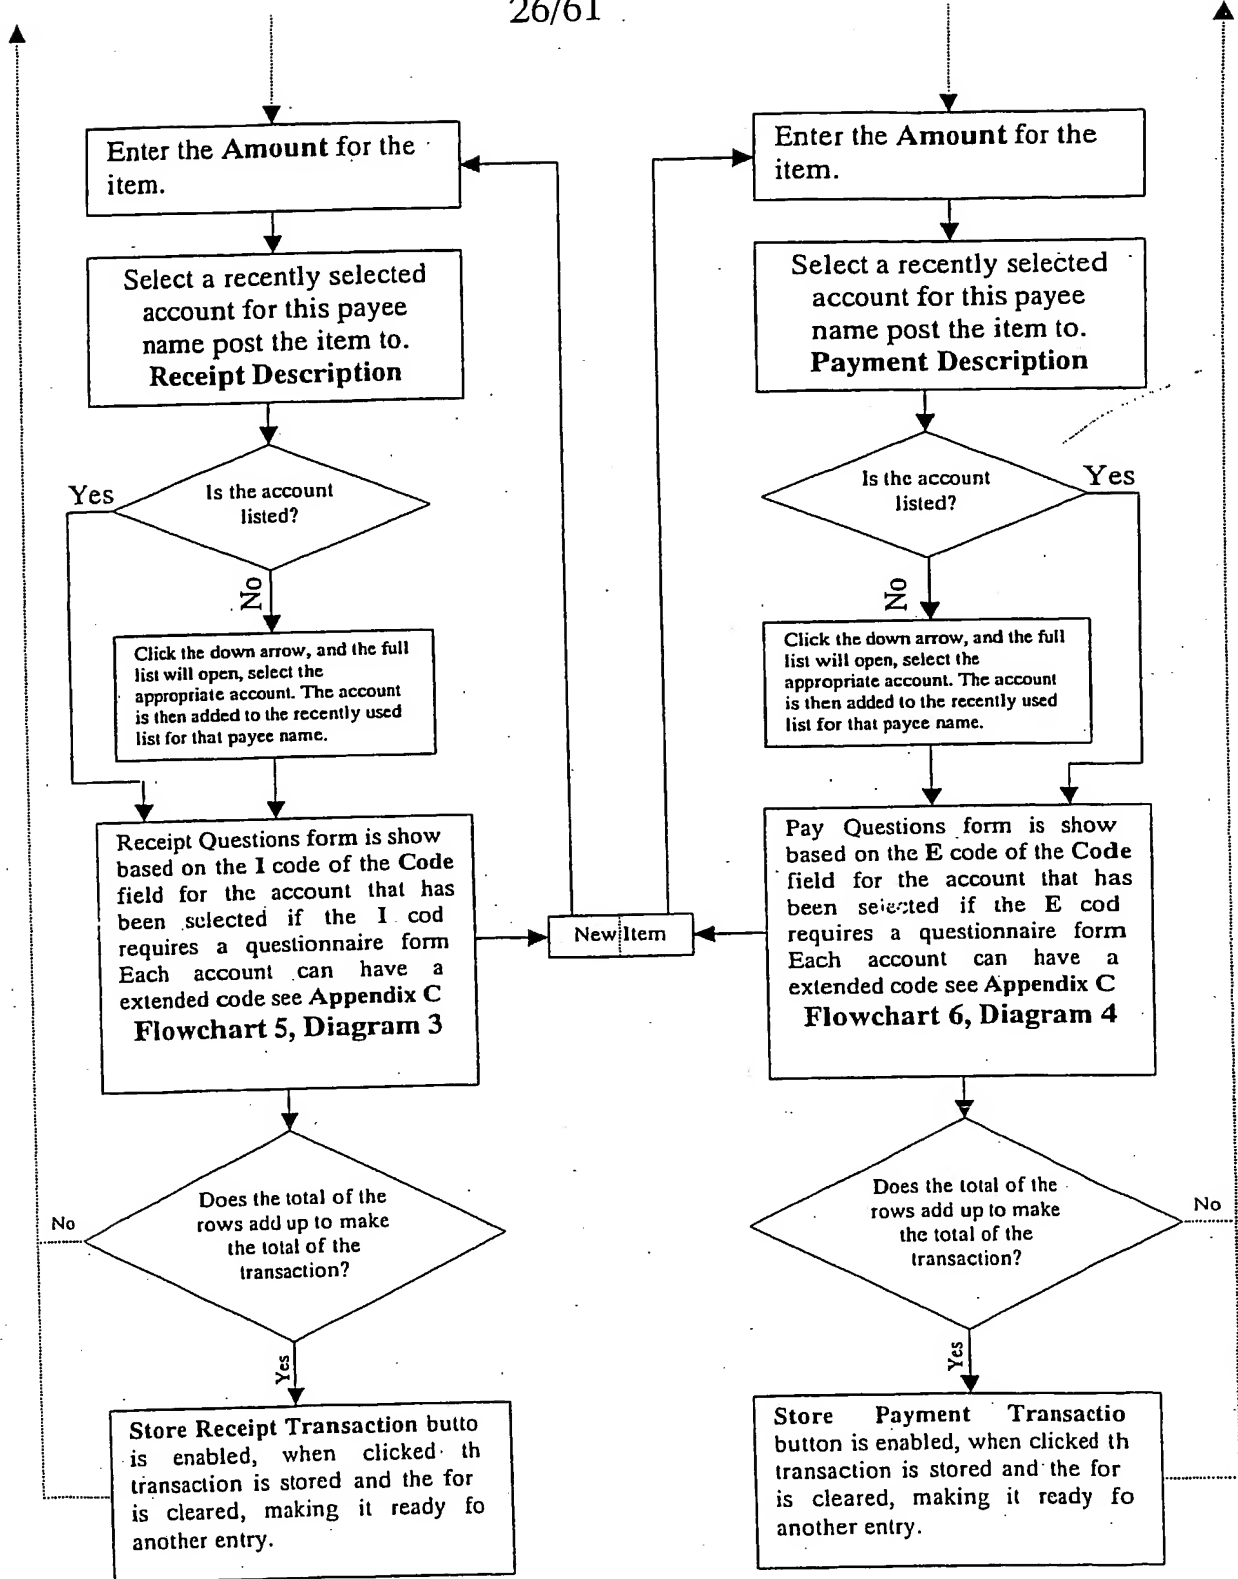 26/61
Enter the Amount for the
item.
Select a recently selected
account for this payee
name post the item to.
Receipt Description
Is the account
listed?
Yes
No
Click the down arrow, and the full
list will open, select the
appropriate account. The account
is then added to the recently used
list for that payee name.
Receipt Questions form is show
based on the I code of the Code
field for the account that has
been selected if the I cod
requires a questionnaire form
Each account can have a
extended code see Appendix C
Flowchart 5, Diagram 3
New Item
Does the total of the
rows add up to make
the total of the
transaction?
No
Yes
Store Receipt Transaction butto
is enabled, when clicked th
transaction is stored and the for
is cleared, making it ready fo
another entry.
Enter the Amount for the
item.
Select a recently selected
account for this payee
name post the item to.
Payment Description
Is the account
listed?
Yes
No
Click the down arrow, and the full
list will open, select the
appropriate account. The account
is then added to the recently used
list for that payee name.
Pay Questions form is show
based on the E code of the Code
field for the account that has
been selected if the E cod
requires a questionnaire form
Each account can have a
extended code see Appendix C
Flowchart 6, Diagram 4
Does the total of the
rows add up to make
the total of the
transaction?
No
Yes
Store Payment Transactio
button is enabled, when clicked th
transaction is stored and the for
is cleared, making it ready fo
another entry.